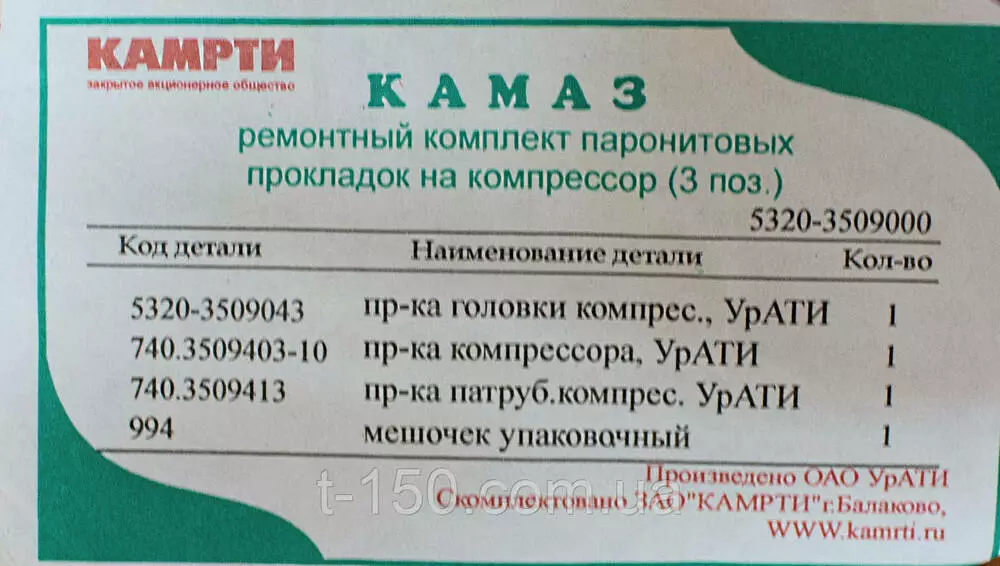 КАМРТИ
закрытое акционерное общество
КАМАЗ
ремонтный комплект паронитовых
прокладок на компрессор (3 поз.)
5320-3509000
Код детали Наименование детали Кол-во
5320-3509043 пр-ка головки компрес., УрАТИ 1
740.3509403-10 пр-ка компрессора, УрАТИ 1
740.3509413 пр-ка патруб.компрес. УрАТИ 1
994 мешочек упаковочный 1
Произведено ОАО УрАТИ
t-150.com.ua
Скомплектовано ЗАО"КАМРТИ"г.Балаково,
WWW.kamrti.ru